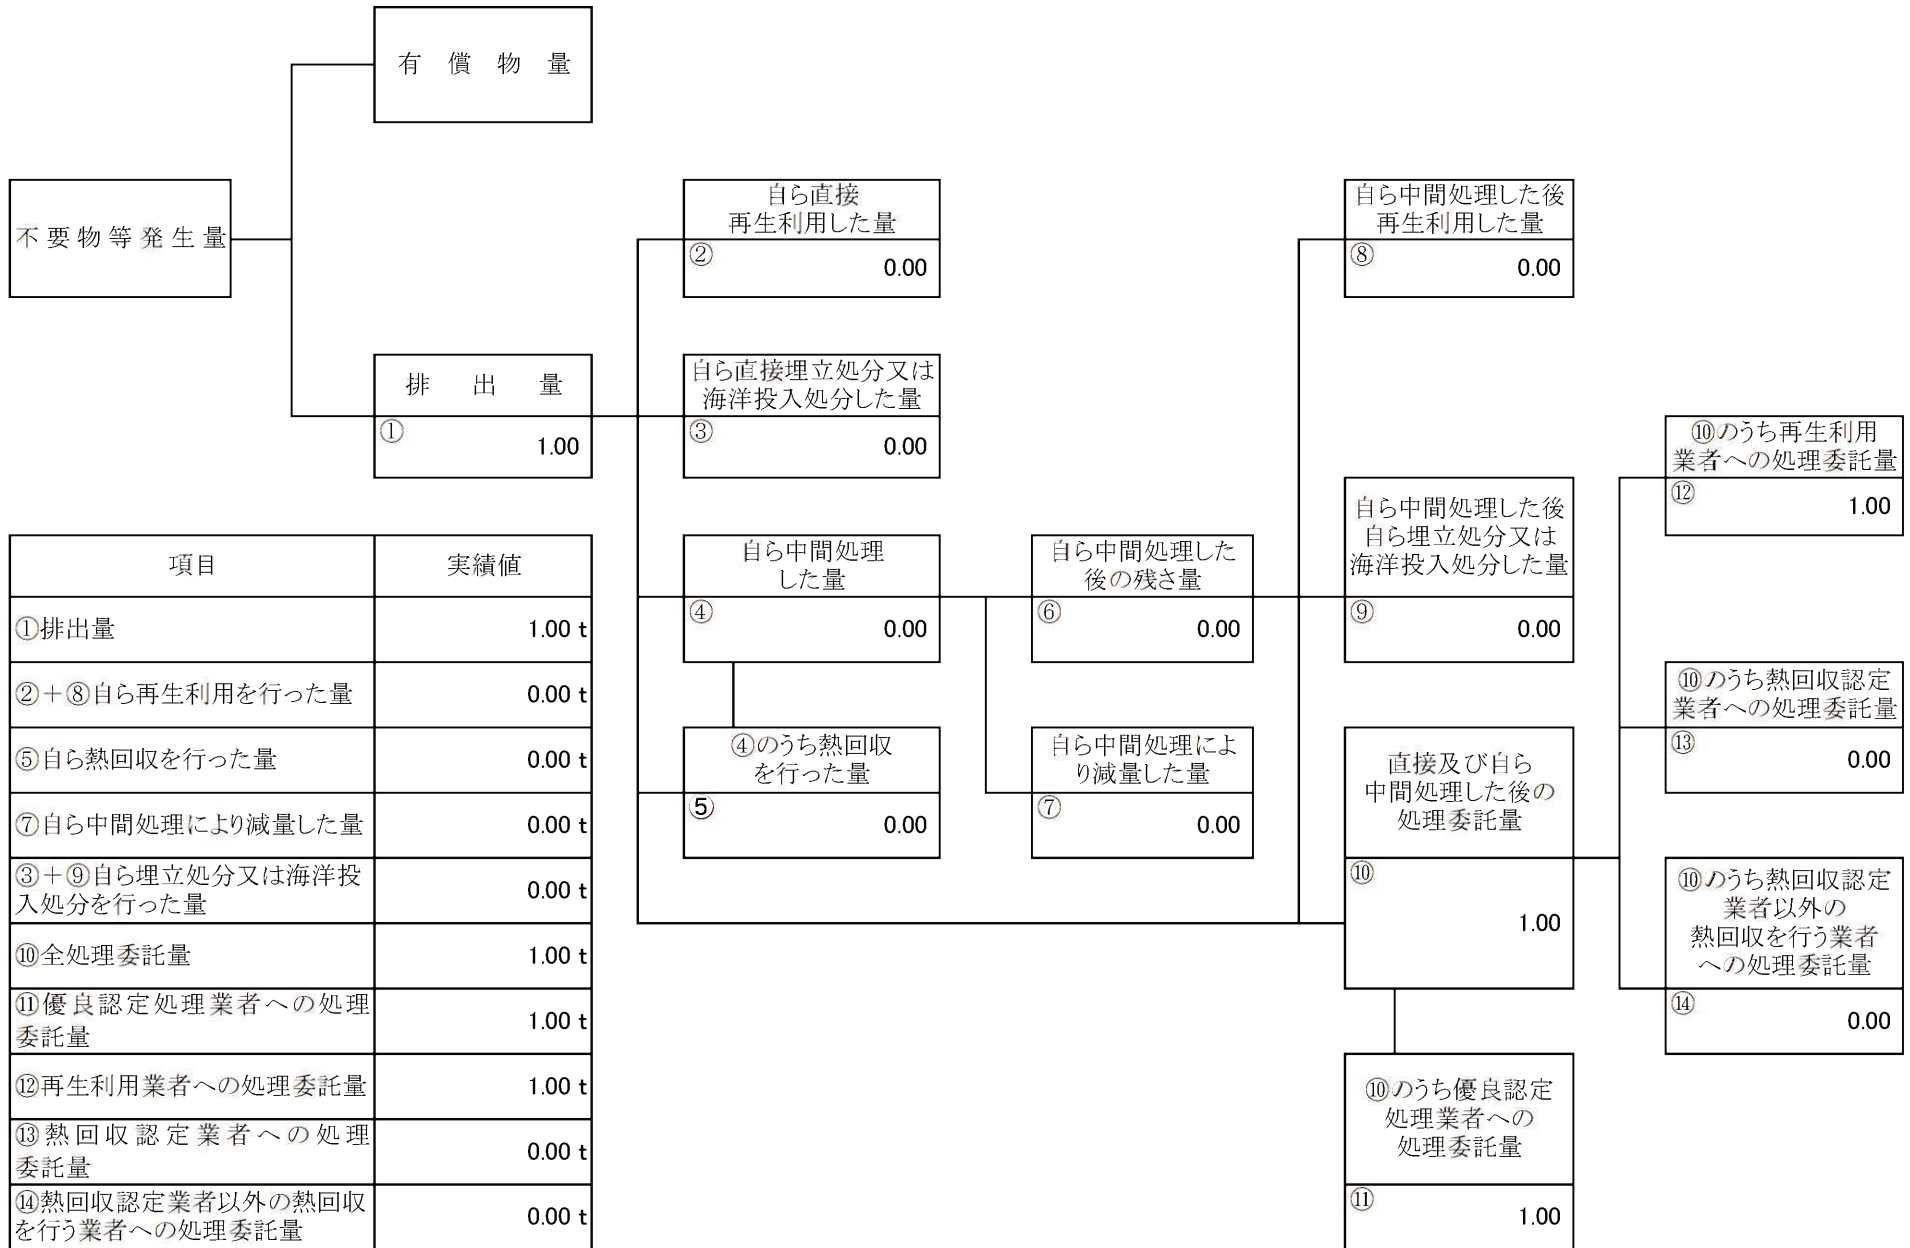 有償物量
不要物等発生量
排出量
①
1.00
自ら直接
再生利用した量
②
0.00
自ら直接埋立処分又は
海洋投入処分した量
③
0.00
自ら中間処理
した量
④
0.00
④のうち熱回収
を行った量
⑤
0.00
自ら中間処理した
後の残さ量
⑥
0.00
自ら中間処理によ
り減量した量
⑦
0.00
自ら中間処理した後
再生利用した量
⑧
0.00
自ら中間処理した後
自ら埋立処分又は
海洋投入処分した量
⑨
0.00
直接及び自ら
中間処理した後の
処理委託量
⑩
1.00
⑩のうち優良認定
処理業者への
処理委託量
⑪
1.00
⑩のうち再生利用
業者への処理委託量
⑫
1.00
⑩のうち熱回収認定
業者への処理委託量
⑬
0.00
⑩のうち熱回収認定
業者以外の
熱回収を行う業者
への処理委託量
⑭
0.00
項目 実績値
①排出量 1.00 t
②＋⑧自ら再生利用を行った量 0.00 t
⑤自ら熱回収を行った量 0.00 t
⑦自ら中間処理により減量した量 0.00 t
③＋⑨自ら埋立処分又は海洋投
入処分を行った量 0.00 t
⑩全処理委託量 1.00 t
⑪優良認定処理業者への処理
委託量 1.00 t
⑫再生利用業者への処理委託量 1.00 t
⑬熱回収認定業者への処理
委託量 0.00 t
⑭熱回収認定業者以外の熱回収
を行う業者への処理委託量 0.00 t